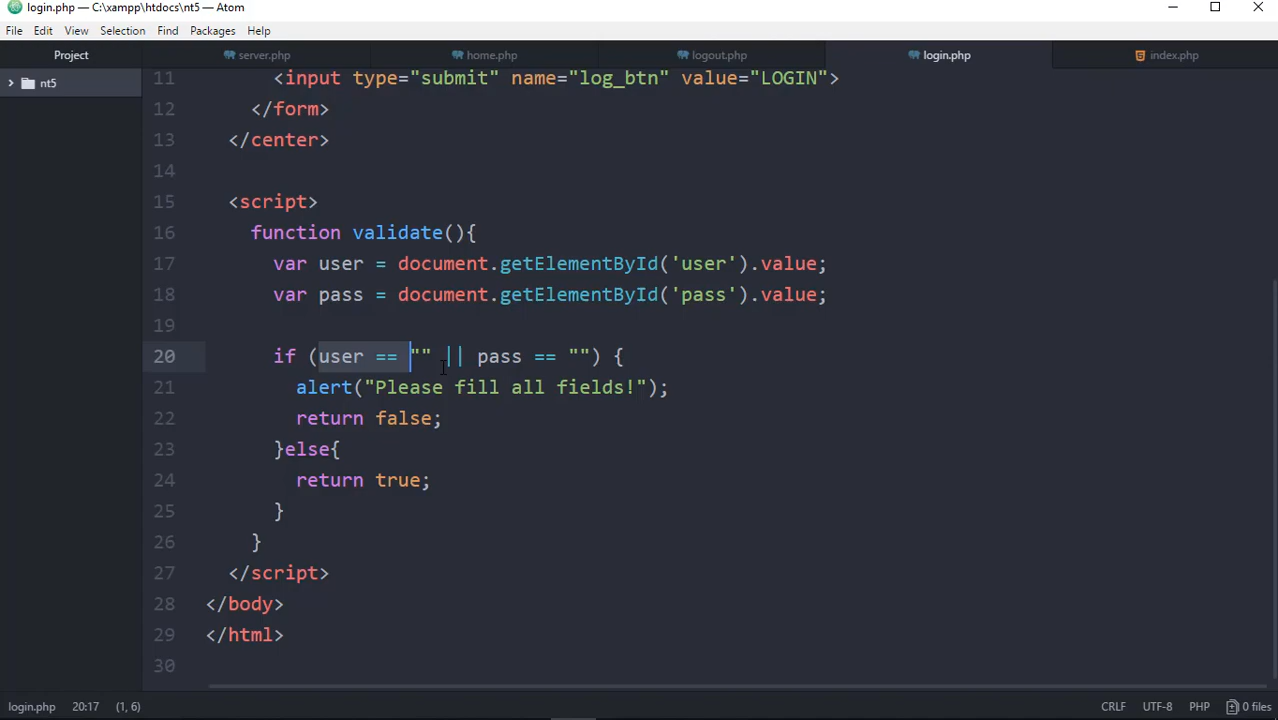 login.php — C:\xampp\htdocs\nt5 — Atom
File Edit View Selection Find Packages Help
Project server.php home.php logout.php login.php index.php
nt5
11 <input type="submit" name="log_btn" value="LOGIN">
12 </form>
13 </center>
14
15 <script>
16 function validate(){
17 var user = document.getElementById('user').value;
18 var pass = document.getElementById('pass').value;
19
20 if (user == "" || pass == "") {
21 alert("Please fill all fields!");
22 return false;
23 }else{
24 return true;
25 }
26 }
27 </script>
28 </body>
29 </html>
30
login.php 20:17 (1, 6) CRLF UTF-8 PHP 0 files